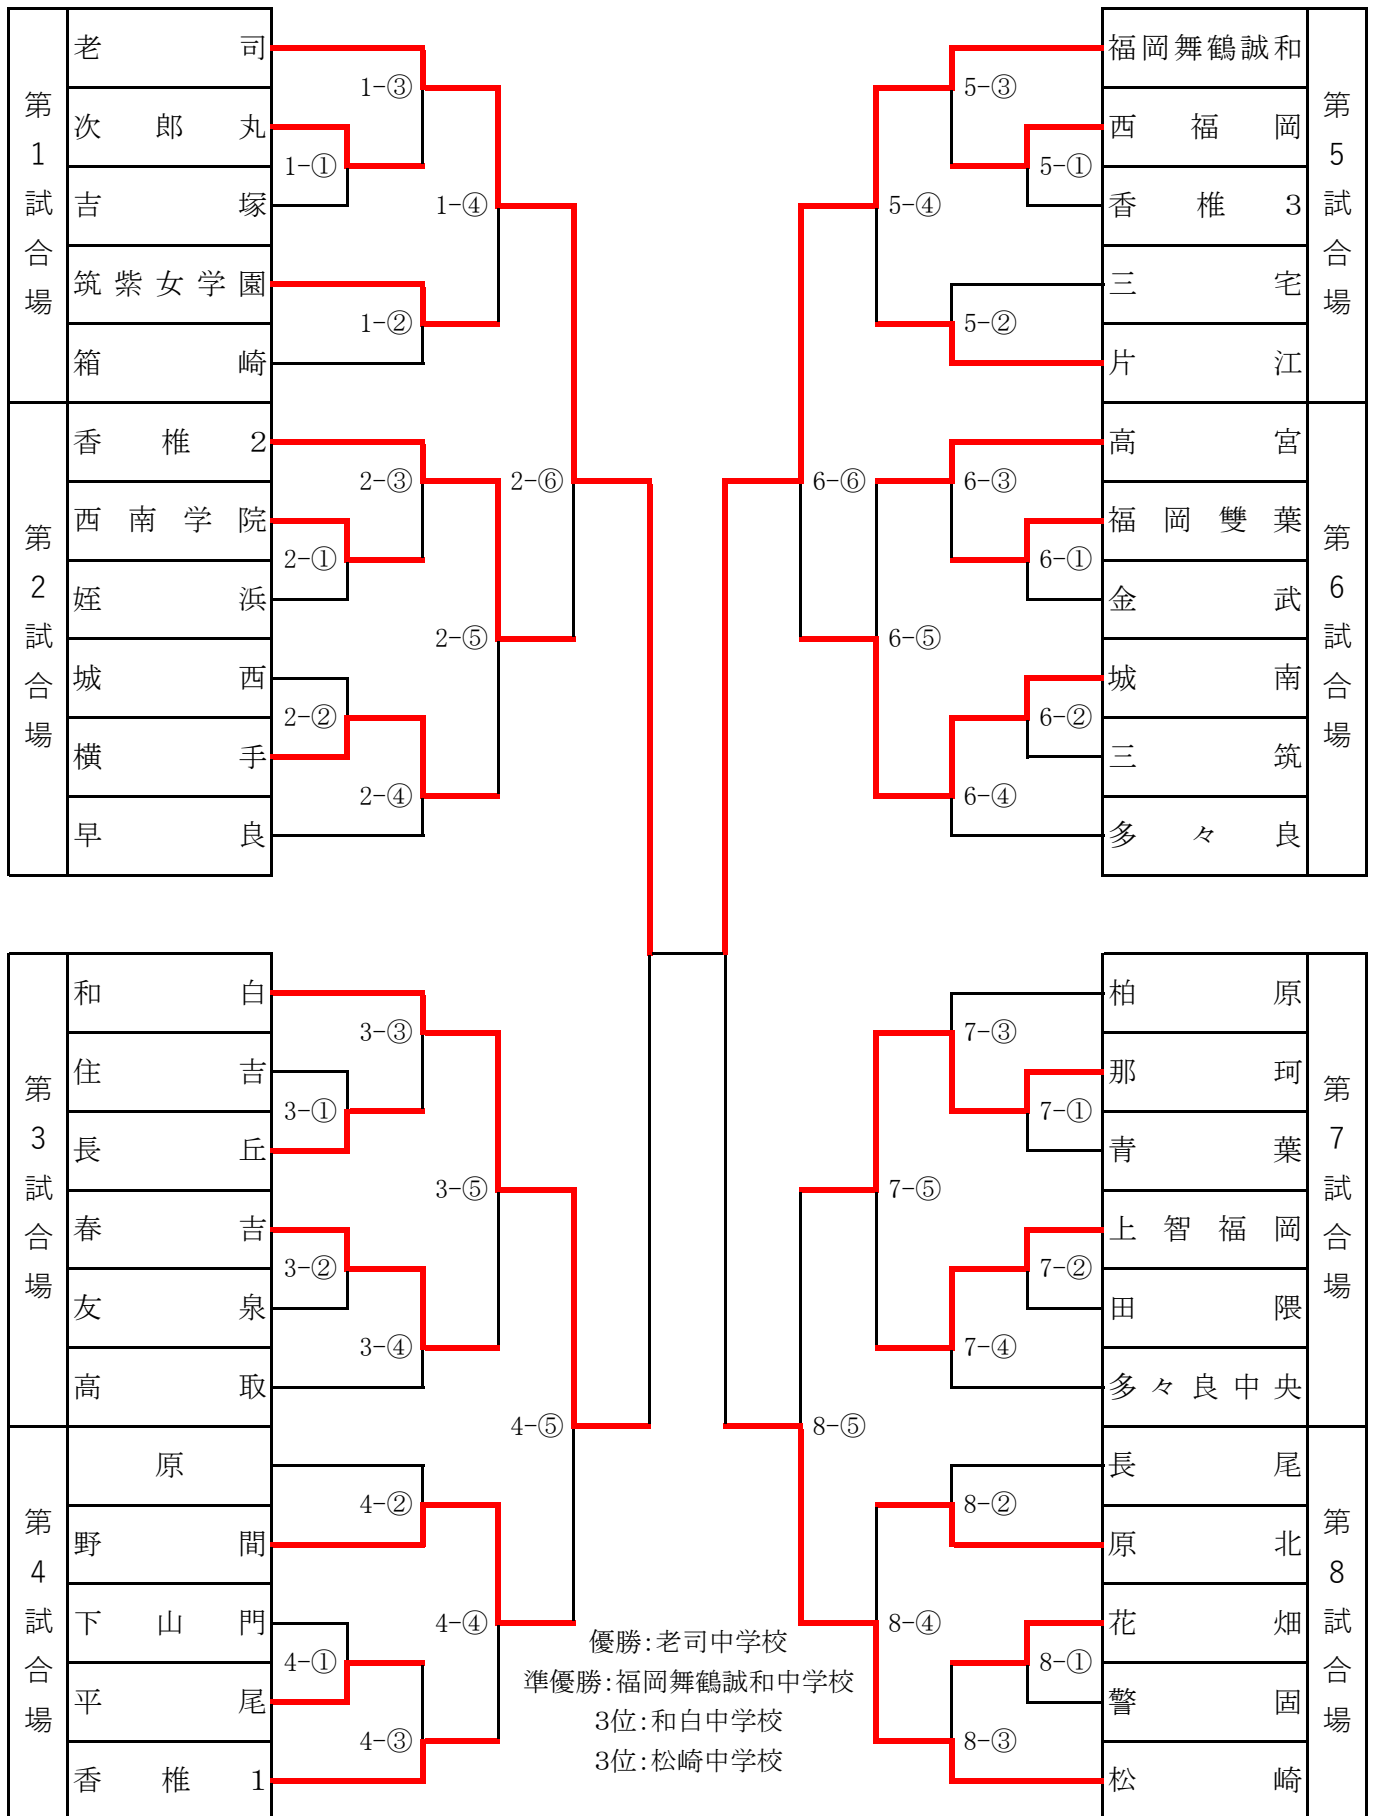 第1試合場
老司
次郎丸
吉塚
筑紫女学園
箱崎
1-③
1-①
1-④
1-②
第2試合場
香椎2
西南学院
姪浜
城西
横手
早良
2-③
2-⑥
2-①
2-⑤
2-②
2-④
第3試合場
和白
住吉
長丘
春吉
友泉
高取
3-③
3-①
3-⑤
3-②
3-④
第4試合場
原
野間
下山門
平尾
香椎1
4-⑤
4-②
4-④
4-①
4-③
福岡舞鶴誠和
西福岡
香椎3
三宅
片江
第5試合場
5-③
5-①
5-④
5-②
高宮
福岡雙葉
金武
城南
三筑
多々良
第6試合場
6-⑥
6-③
6-①
6-⑤
6-②
6-④
柏原
那珂
青葉
上智福岡
田隈
多々良中央
第7試合場
7-③
7-①
7-⑤
7-②
7-④
長尾
原北
花畑
警固
松崎
第8試合場
8-⑤
8-②
8-④
8-①
8-③
優勝:老司中学校
準優勝:福岡舞鶴誠和中学校
3位:和白中学校
3位:松崎中学校